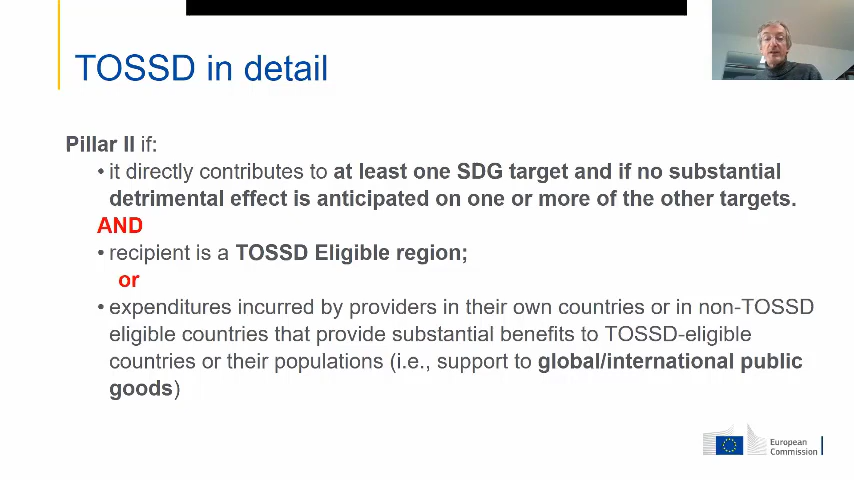 TOSSD in detail
Pillar II if:
• it directly contributes to at least one SDG target and if no substantial
detrimental effect is anticipated on one or more of the other targets.
AND
• recipient is a TOSSD Eligible region;
or
• expenditures incurred by providers in their own countries or in non-TOSSD
eligible countries that provide substantial benefits to TOSSD-eligible
countries or their populations (i.e., support to global/international public
goods)
European
Commission